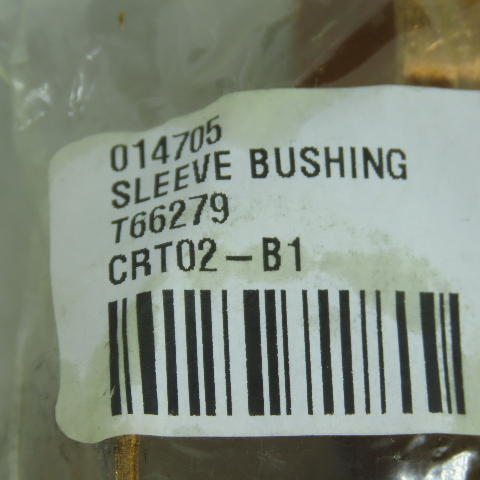 014705
SLEEVE BUSHING
T66279
CRT02-B1